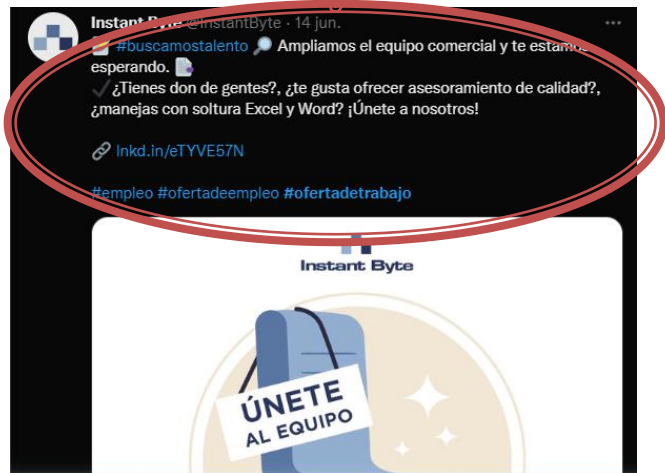 Instant Byte @InstantByte · 14 jun.
#buscamostalento 🔎 Ampliamos el equipo comercial y te estamos
esperando.
✔️¿Tienes don de gentes?, ¿te gusta ofrecer asesoramiento de calidad?,
¿manejas con soltura Excel y Word? ¡Únete a nosotros!
🔗 lnkd.in/eTYVE57N
#empleo #ofertadeempleo #ofertadetrabajo
Instant Byte
ÚNETE
AL EQUIPO